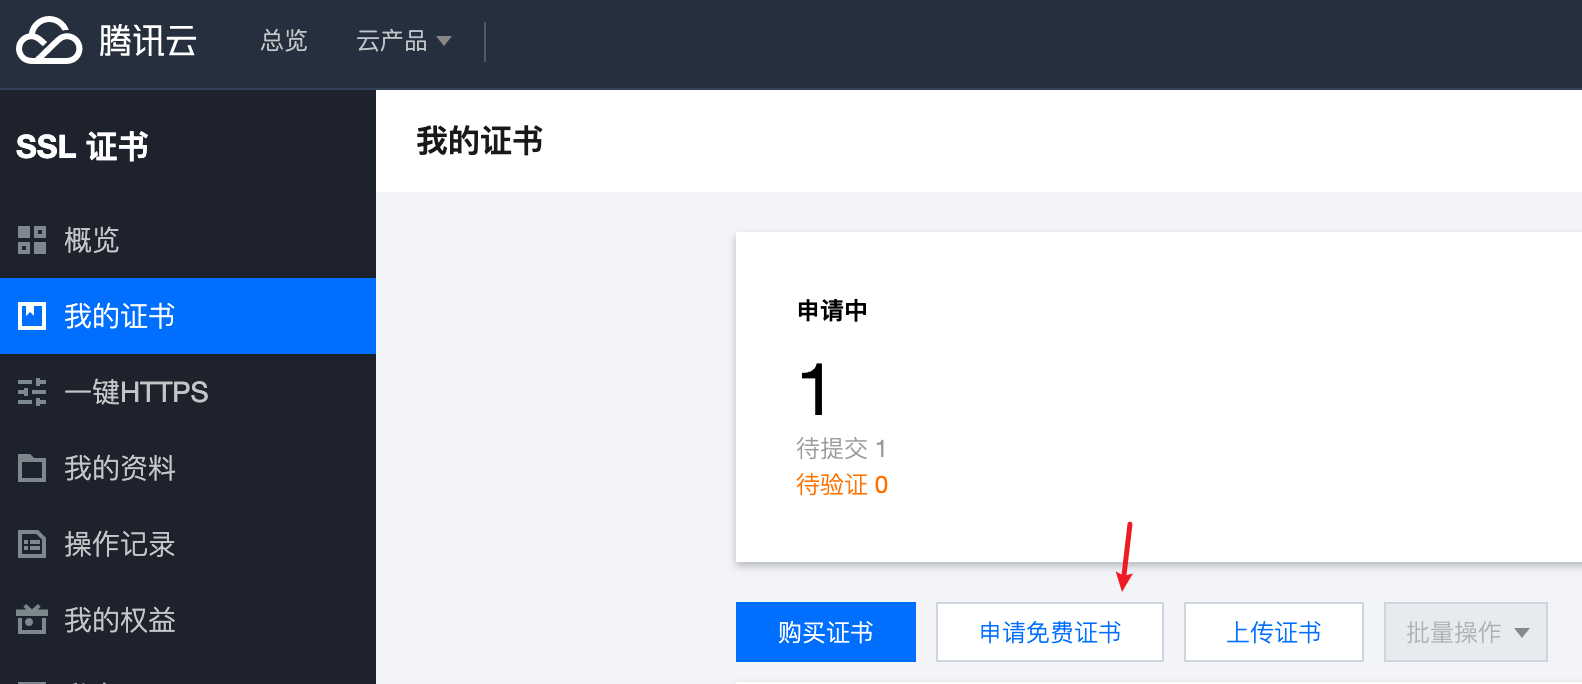 腾讯云
总览
云产品
SSL 证书
概览
我的证书
一键HTTPS
我的资料
操作记录
我的权益
我的证书
申请中
1
待提交 1
待验证 0
购买证书
申请免费证书
上传证书
批量操作